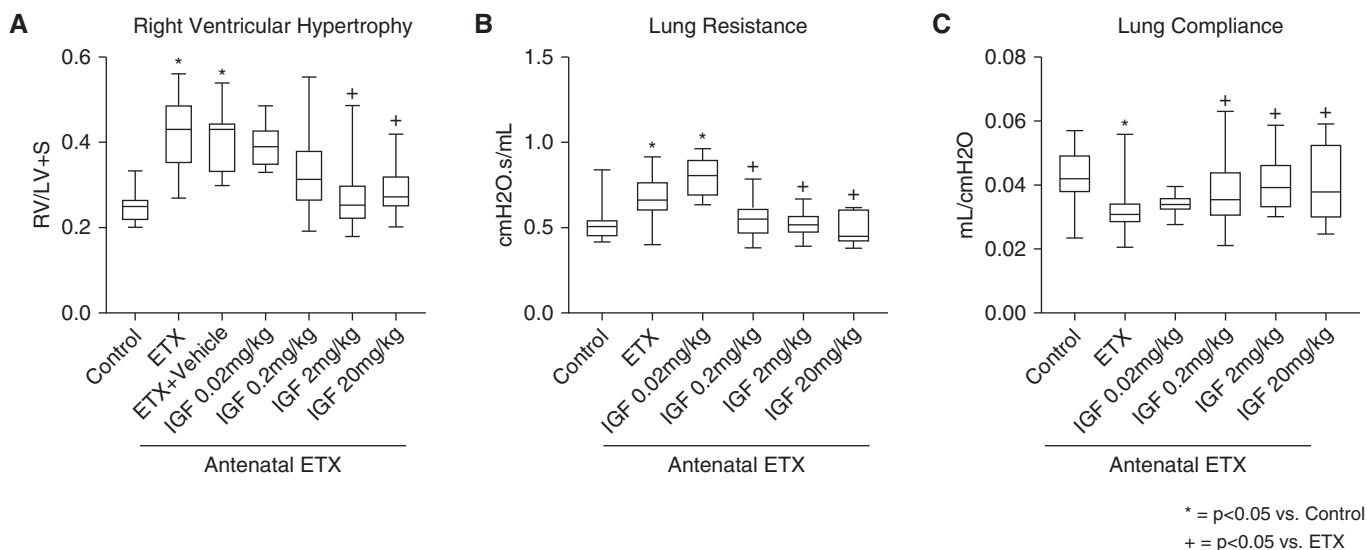 A Right Ventricular Hypertrophy
RV/LV+S
0.6
0.4
0.2
0.0
*
*
+
+
Control
ETX
ETX+Vehicle
IGF 0.02mg/kg
IGF 0.2mg/kg
IGF 2mg/kg
IGF 20mg/kg
Antenatal ETX
B Lung Resistance
cmH2O.s/mL
1.5
1.0
0.5
0.0
*
*
+
+
+
Control
ETX
IGF 0.02mg/kg
IGF 0.2mg/kg
IGF 2mg/kg
IGF 20mg/kg
Antenatal ETX
C Lung Compliance
mL/cmH2O
0.08
0.06
0.04
0.02
0.00
*
+
+
+
Control
ETX
IGF 0.02mg/kg
IGF 0.2mg/kg
IGF 2mg/kg
IGF 20mg/kg
Antenatal ETX
* = p<0.05 vs. Control
+ = p<0.05 vs. ETX